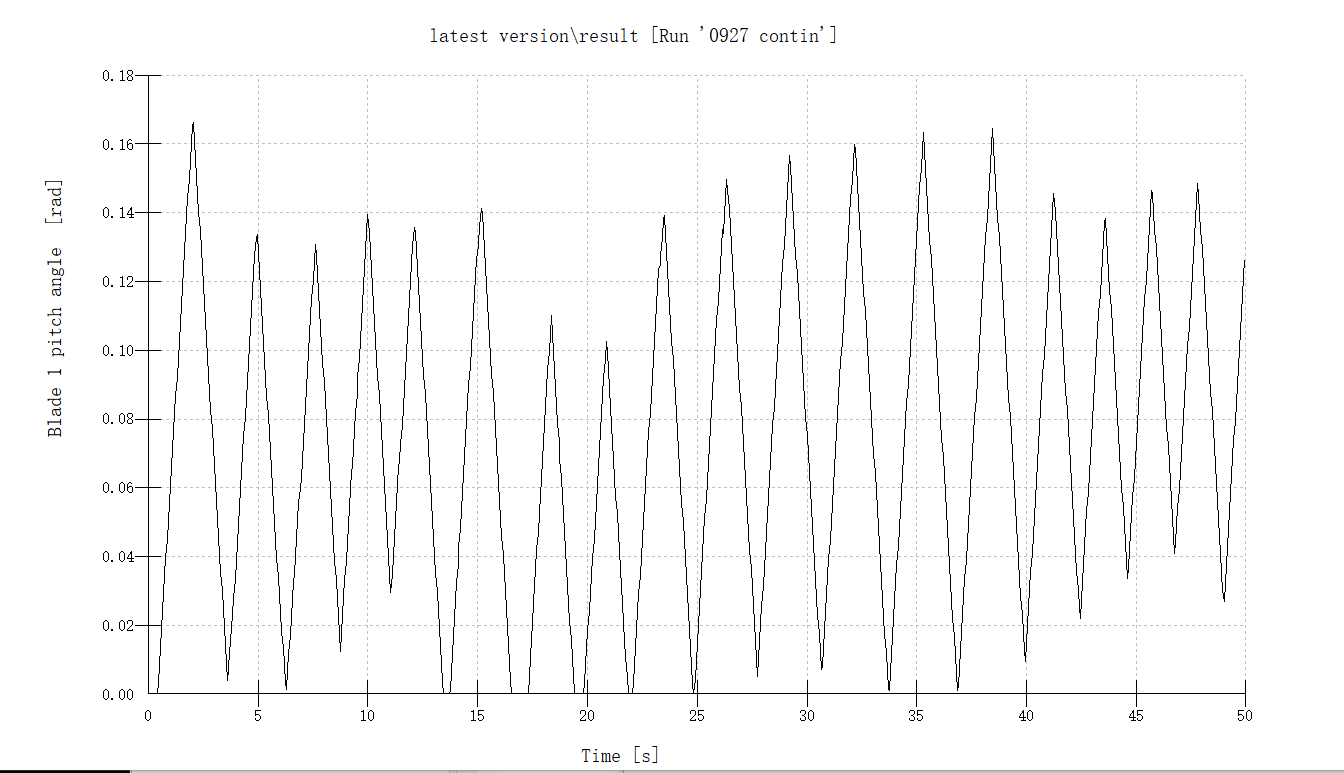 latest version\result [Run '0927 contin']
0.18
0.16
0.14
0.12
0.10
0.08
0.06
0.04
0.02
0.00
Blade 1 pitch angle [rad]
0 5 10 15 20 25 30 35 40 45 50
Time [s]